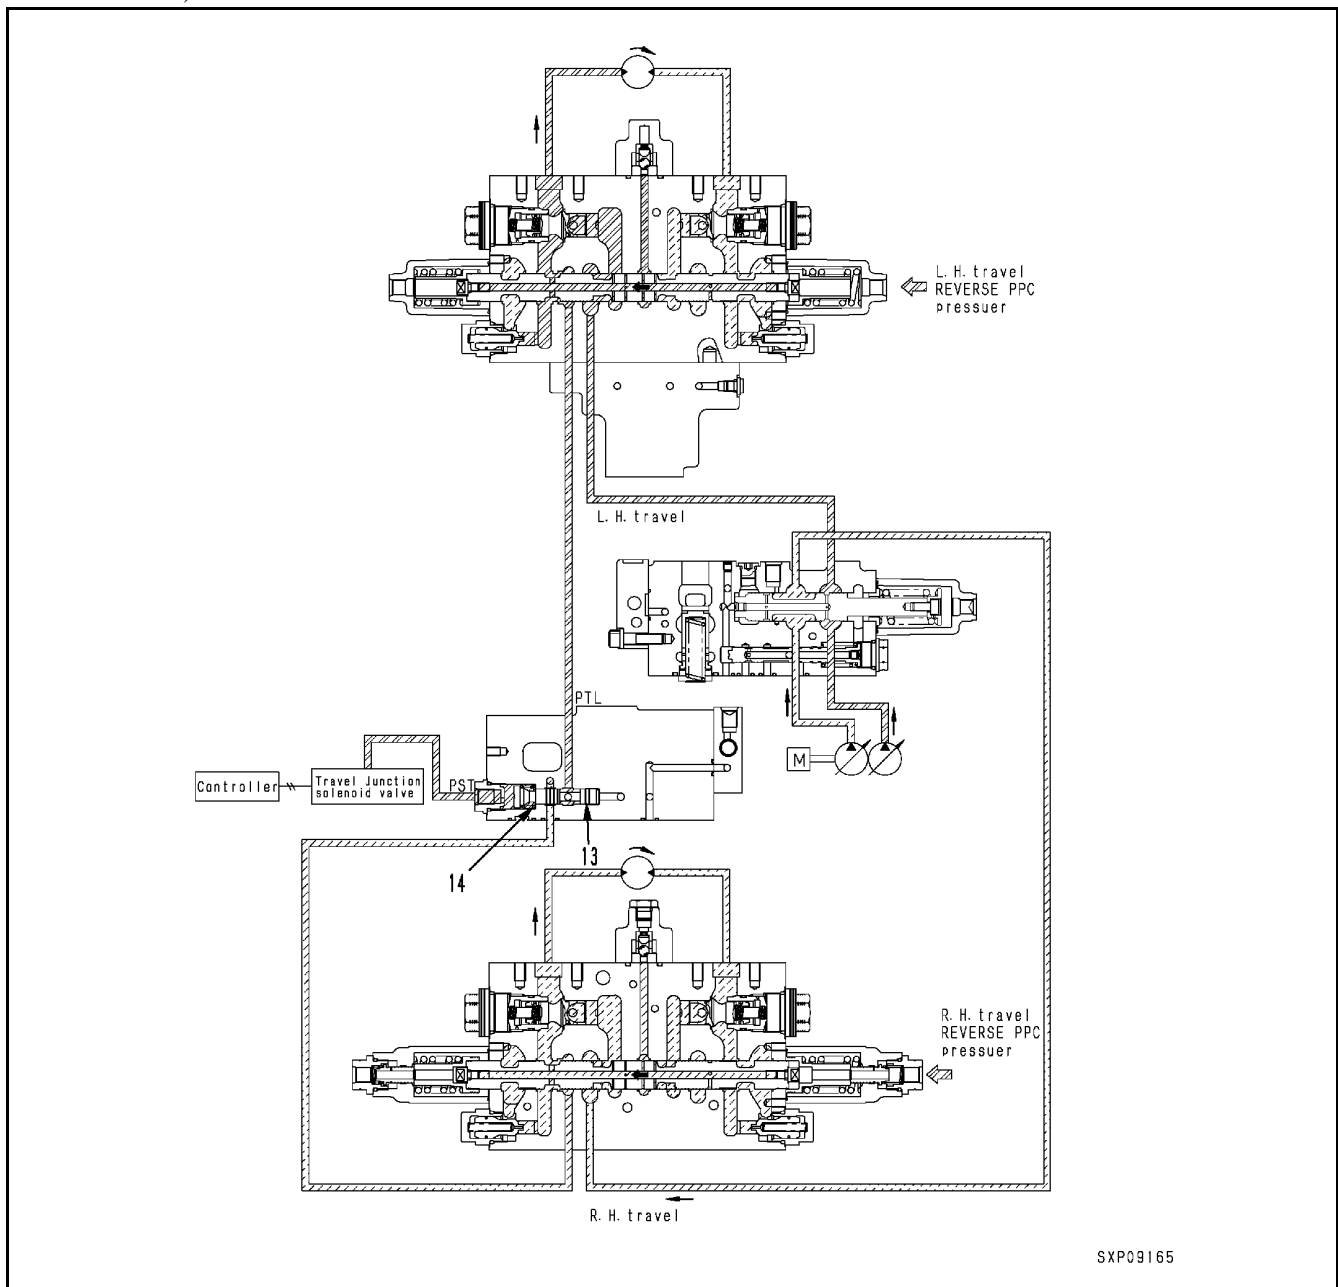 L. H. travel
REVERSE PPC
pressuer
L. H. travel
PTL
M
Controller
Travel Junction
solenoid valve
PST
13
14
R. H. travel
REVERSE PPC
pressuer
R. H. travel
SXP09165